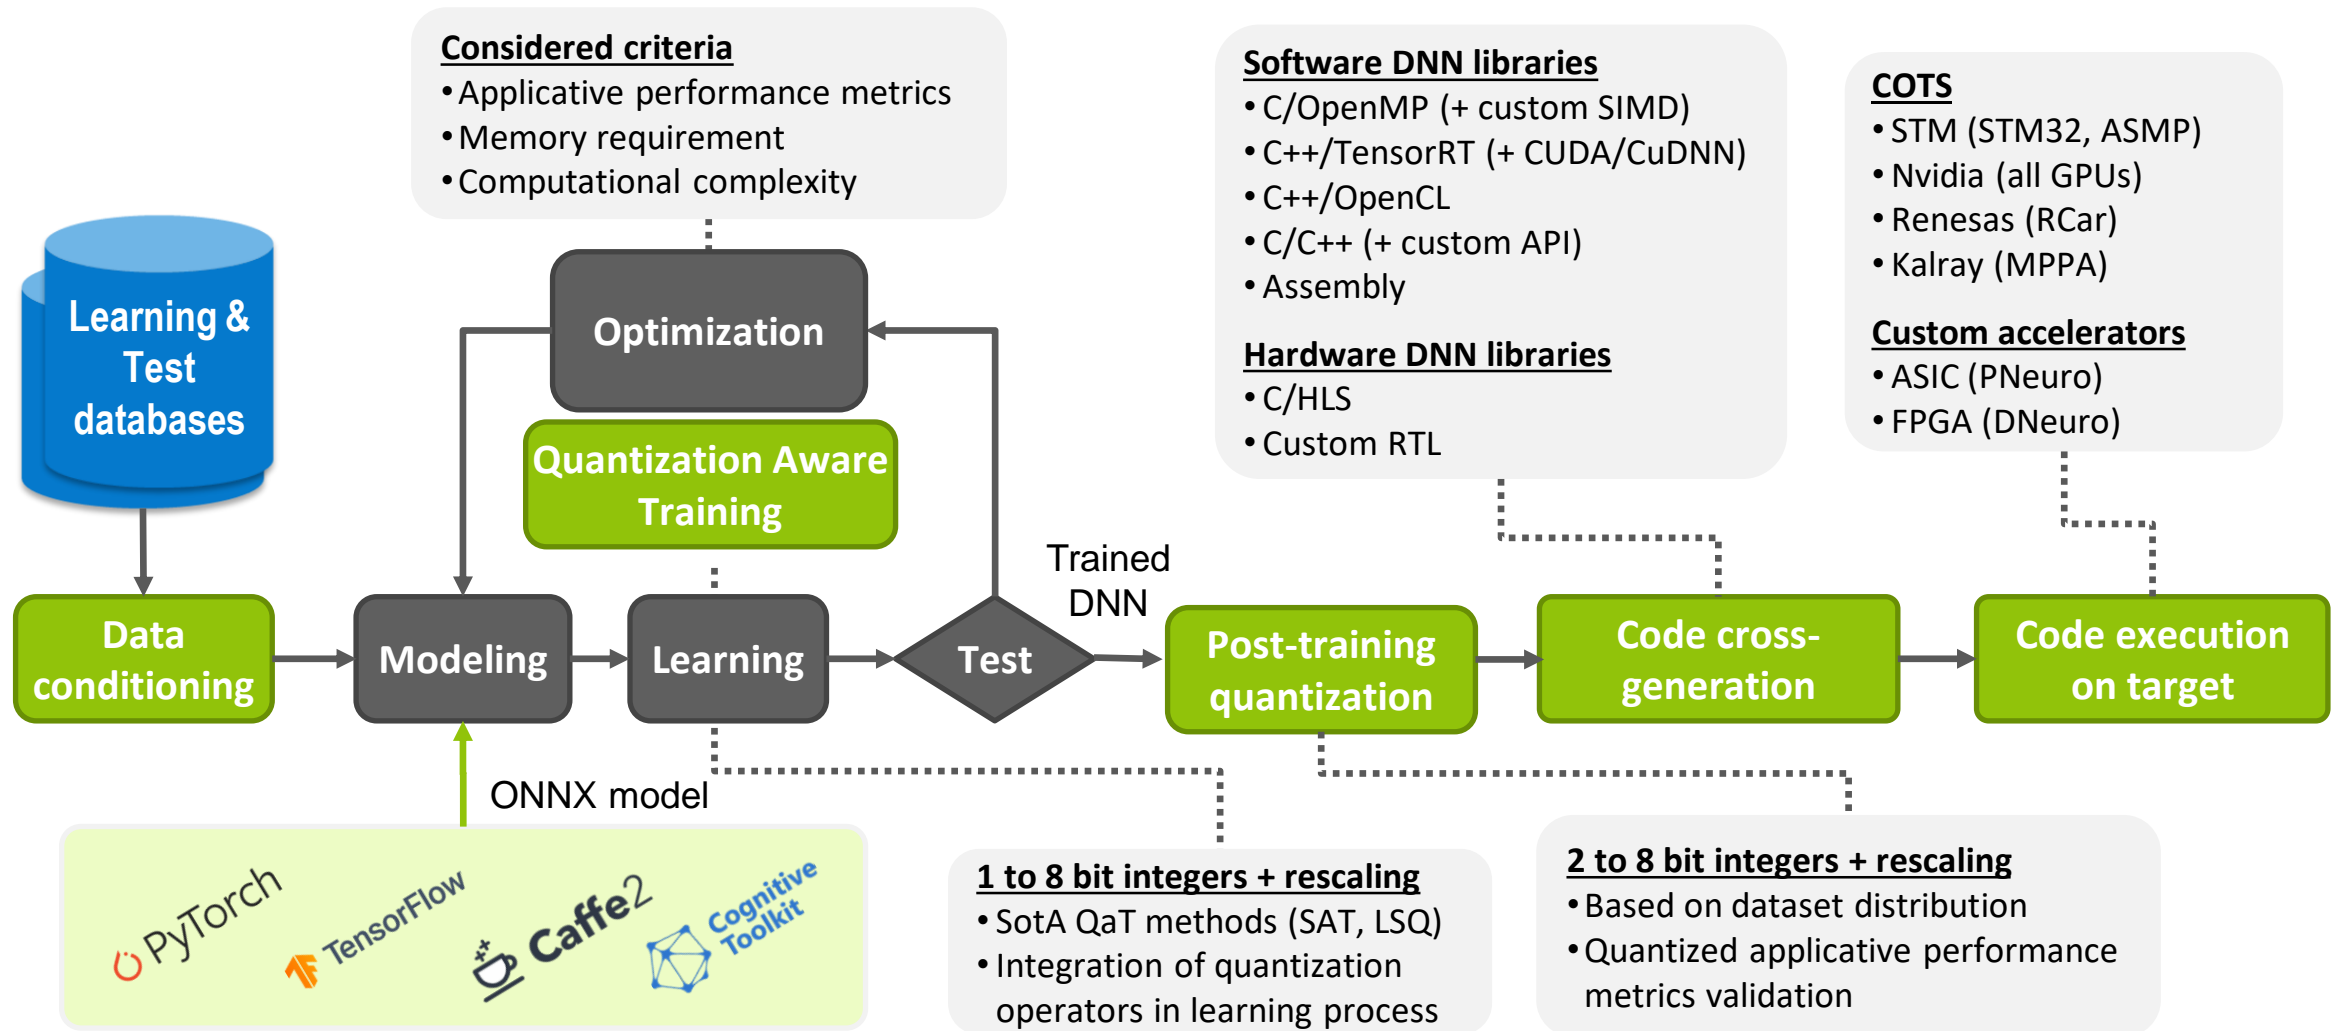 Considered criteria
•Applicative performance metrics
•Memory requirement
•Computational complexity
Software DNN libraries
•C/OpenMP (+ custom SIMD)
•C++/TensorRT (+ CUDA/CuDNN)
•C++/OpenCL
•C/C++ (+ custom API)
•Assembly
Hardware DNN libraries
•C/HLS
•Custom RTL
COTS
•STM (STM32, ASMP)
•Nvidia (all GPUs)
•Renesas (RCar)
•Kalray (MPPA)
Custom accelerators
•ASIC (PNeuro)
•FPGA (DNeuro)
Learning &
Test
databases
Optimization
Quantization Aware
Training
Data
conditioning
Modeling
Learning
Test
Trained
DNN
Post-training
quantization
Code cross-
generation
Code execution
on target
ONNX model
PyTorch
TensorFlow
Caffe2
Cognitive
Toolkit
1 to 8 bit integers + rescaling
•SotA QaT methods (SAT, LSQ)
•Integration of quantization
operators in learning process
2 to 8 bit integers + rescaling
•Based on dataset distribution
•Quantized applicative performance
metrics validation